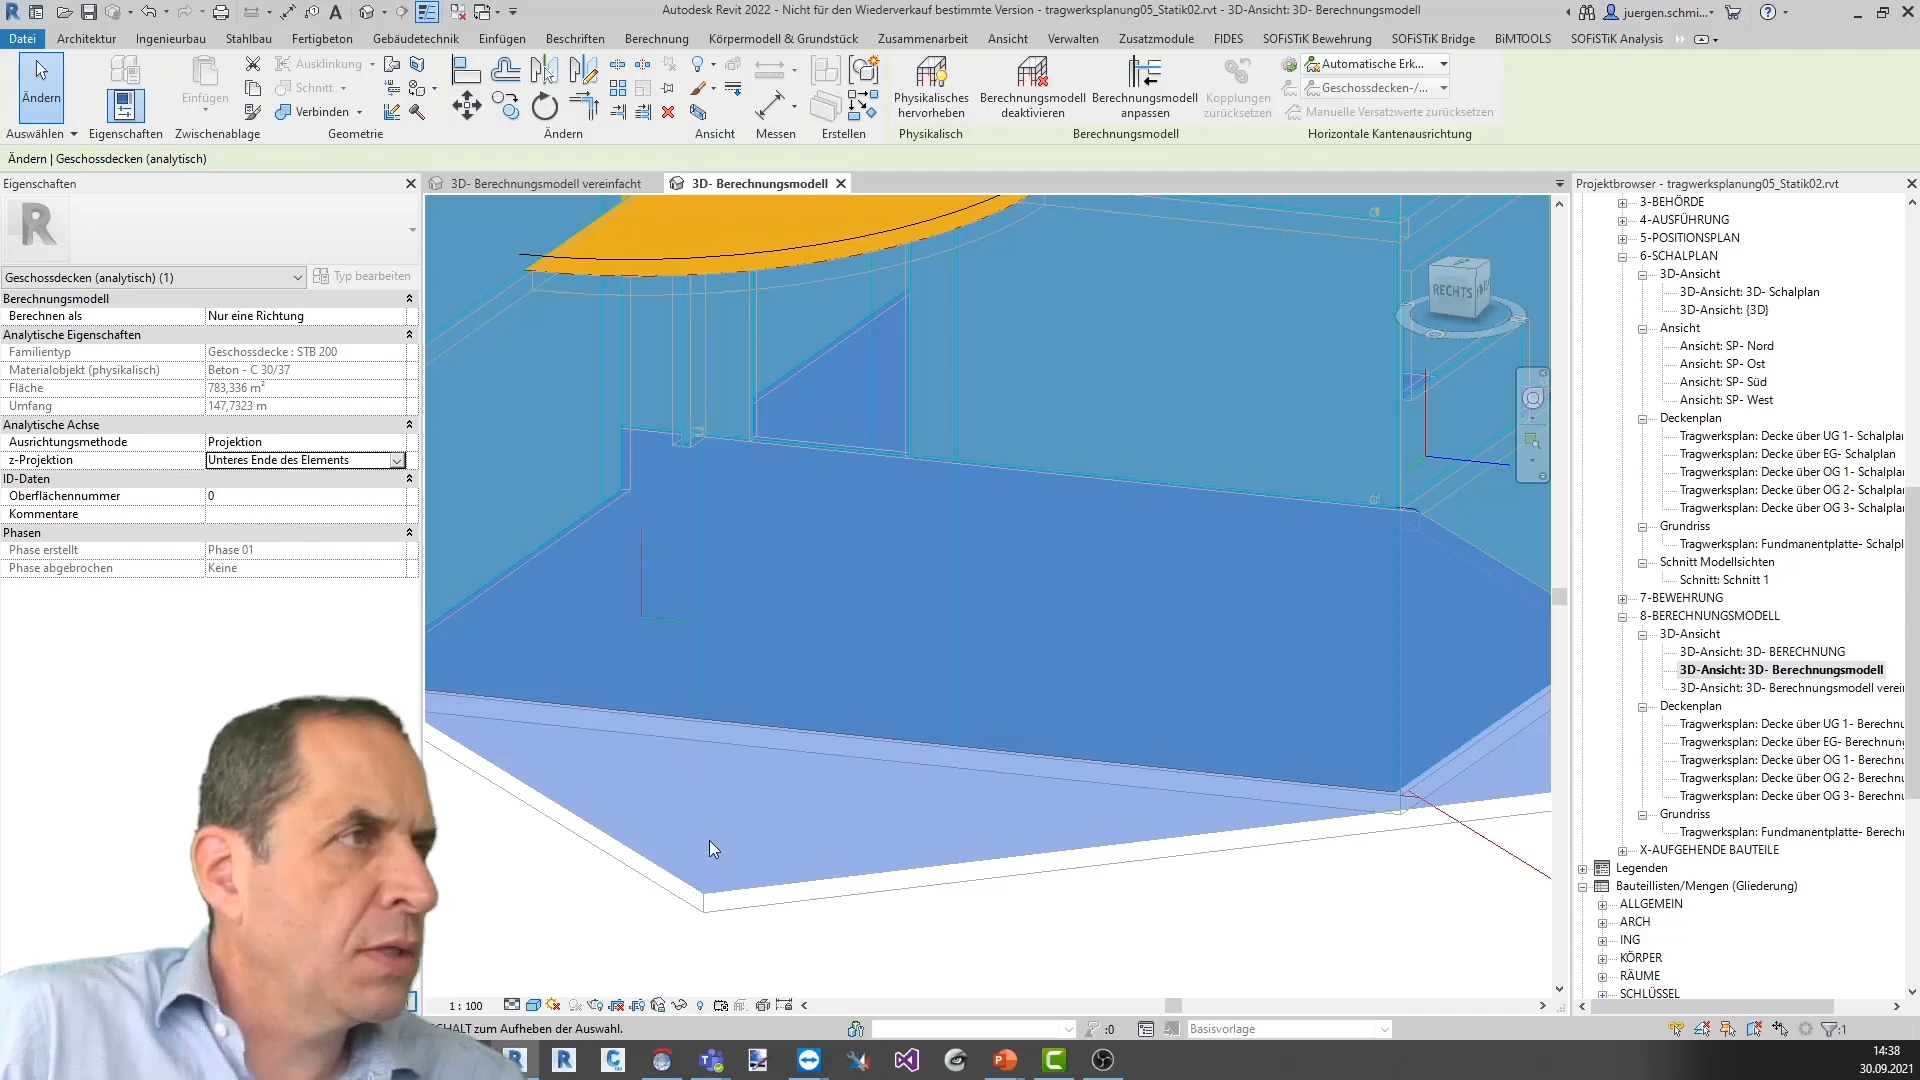 Autodesk Revit 2022 - Nicht für den Wiederverkauf bestimmte Version - tragwerksplanung05_Statik02.rvt - 3D-Ansicht: 3D- Berechnungsmodell
juergen.schmi...
Datei Architektur Ingenieurbau Stahlbau Fertigbeton Gebäudetechnik Einfügen Beschriften Berechnung Körpermodell & Grundstück Zusammenarbeit Ansicht Verwalten Zusatzmodule FIDES SOFiSTiK Bewehrung SOFiSTiK Bridge BiMTOOLS SOFiSTiK Analysis
Ändern
Einfügen
Ausklinkung
Schnitt
Verbinden
Physikalisches hervorheben
Berechnungsmodell deaktivieren
Berechnungsmodell anpassen
Kopplungen zurücksetzen
Automatische Erk...
Geschossdecken-/...
Manuelle Versatzwerte zurücksetzen
Auswählen Eigenschaften Zwischenablage Geometrie Ändern Ansicht Messen Erstellen Physikalisch Berechnungsmodell Horizontale Kantenausrichtung
Ändern | Geschossdecken (analytisch)
Eigenschaften
R
Geschossdecken (analytisch) (1) Typ bearbeiten
Berechnungsmodell
Berechnen als Nur eine Richtung
Analytische Eigenschaften
Familientyp Geschossdecke : STB 200
Materialobjekt (physikalisch) Beton - C 30/37
Fläche 783,336 m²
Umfang 147,7323 m
Analytische Achse
Ausrichtungsmethode Projektion
z-Projektion Unteres Ende des Elements
ID-Daten
Oberflächennummer 0
Kommentare
Phasen
Phase erstellt Phase 01
Phase abgebrochen Keine
3D- Berechnungsmodell vereinfacht 3D- Berechnungsmodell
RECHTS
Projektbrowser - tragwerksplanung05_Statik02.rvt
3-BEHÖRDE
4-AUSFÜHRUNG
5-POSITIONSPLAN
6-SCHALPLAN
3D-Ansicht
3D-Ansicht: 3D- Schalplan
3D-Ansicht: {3D}
Ansicht
Ansicht: SP- Nord
Ansicht: SP- Ost
Ansicht: SP- Süd
Ansicht: SP- West
Deckenplan
Tragwerksplan: Decke über UG 1- Schalplan
Tragwerksplan: Decke über EG- Schalplan
Tragwerksplan: Decke über OG 1- Schalplan
Tragwerksplan: Decke über OG 2- Schalplan
Tragwerksplan: Decke über OG 3- Schalplan
Grundriss
Tragwerksplan: Fundmanentplatte- Schalpl
Schnitt Modellsichten
Schnitt: Schnitt 1
7-BEWEHRUNG
8-BERECHNUNGSMODELL
3D-Ansicht
3D-Ansicht: 3D- BERECHNUNG
3D-Ansicht: 3D- Berechnungsmodell
3D-Ansicht: 3D- Berechnungsmodell verein
Deckenplan
Tragwerksplan: Decke über UG 1- Berechnu
Tragwerksplan: Decke über EG- Berechnung
Tragwerksplan: Decke über OG 1- Berechnu
Tragwerksplan: Decke über OG 2- Berechnu
Tragwerksplan: Decke über OG 3- Berechnu
Grundriss
Tragwerksplan: Fundmanentplatte- Berechn
X-AUFGEHENDE BAUTEILE
Legenden
Bauteillisten/Mengen (Gliederung)
ALLGEMEIN
ARCH
ING
KÖRPER
RÄUME
SCHLÜSSEL
1 : 100
CHALT zum Aufheben der Auswahl.
:0
Basisvorlage
:1
14:38
30.09.2021